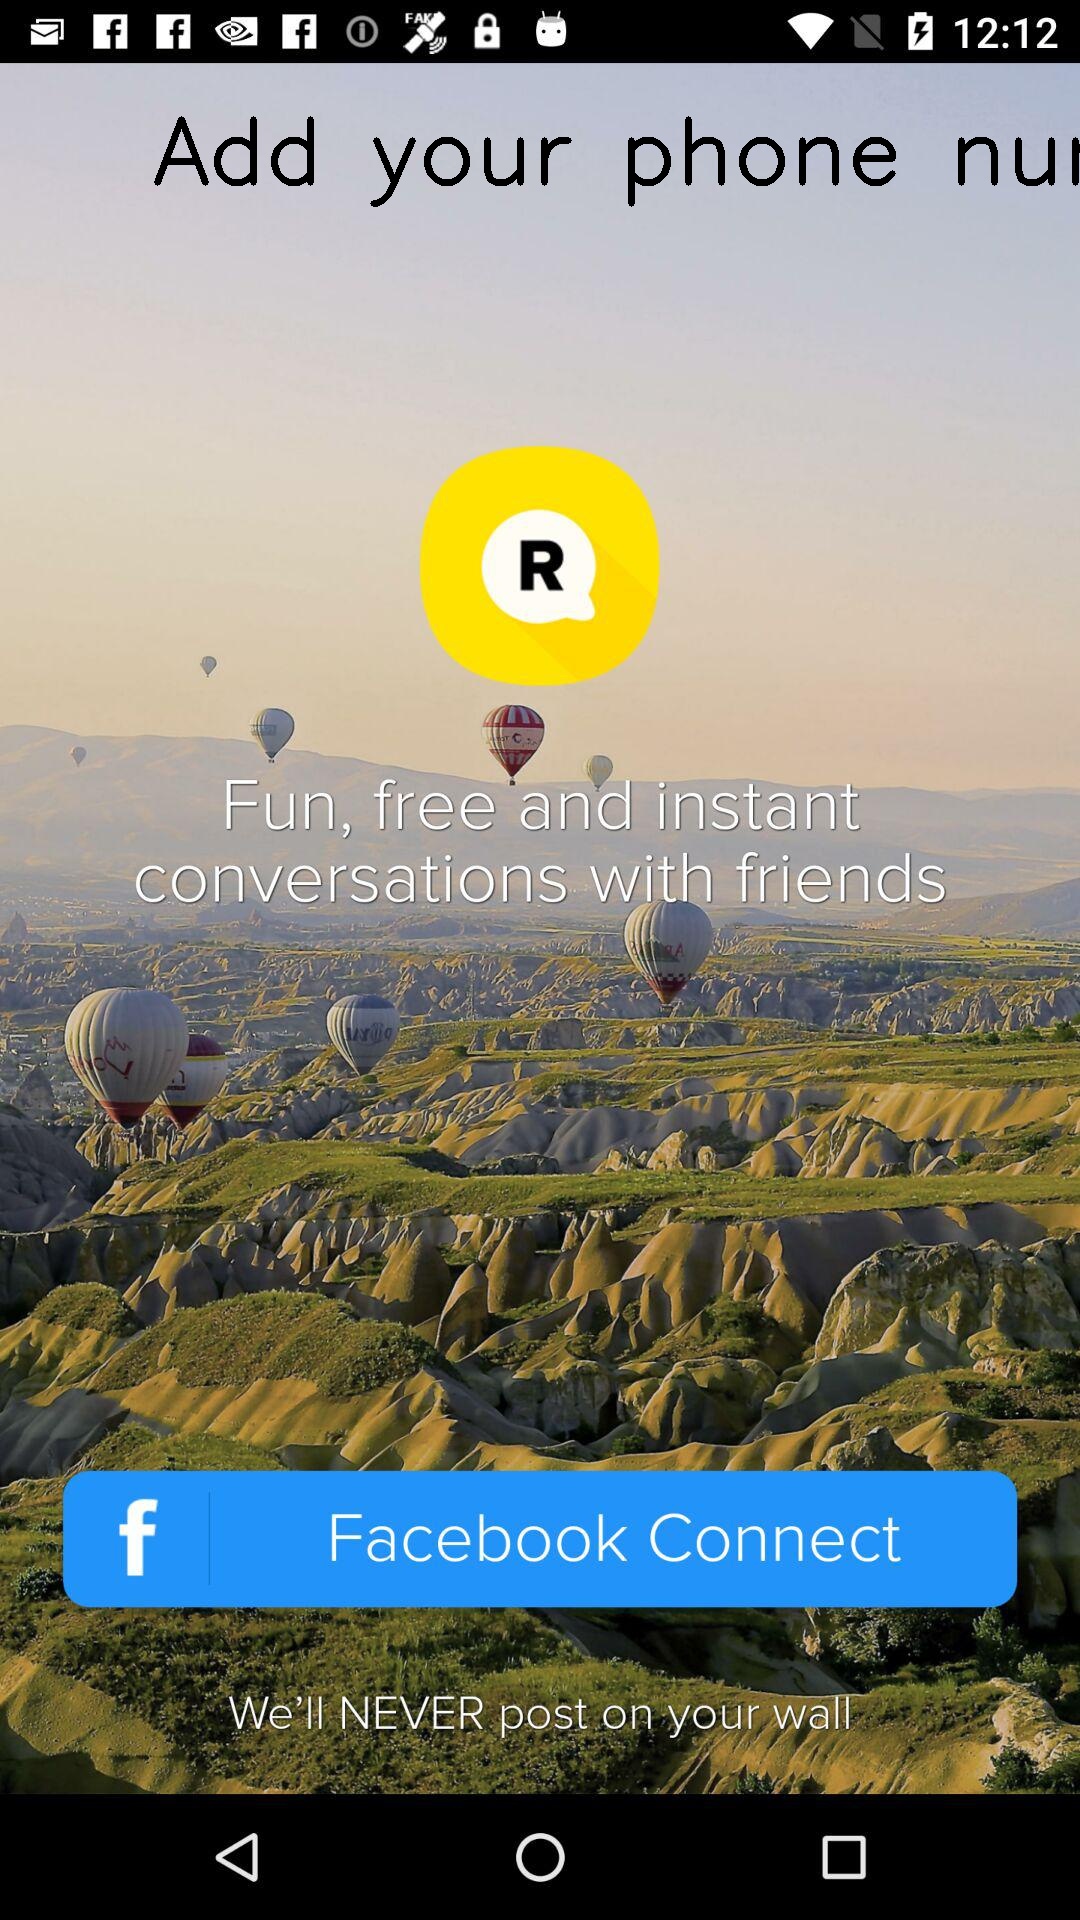 FAKE
12:12
Add your phone nu
R
Fun, free and instant
conversations with friends
f Facebook Connect
We'll NEVER post on your wall